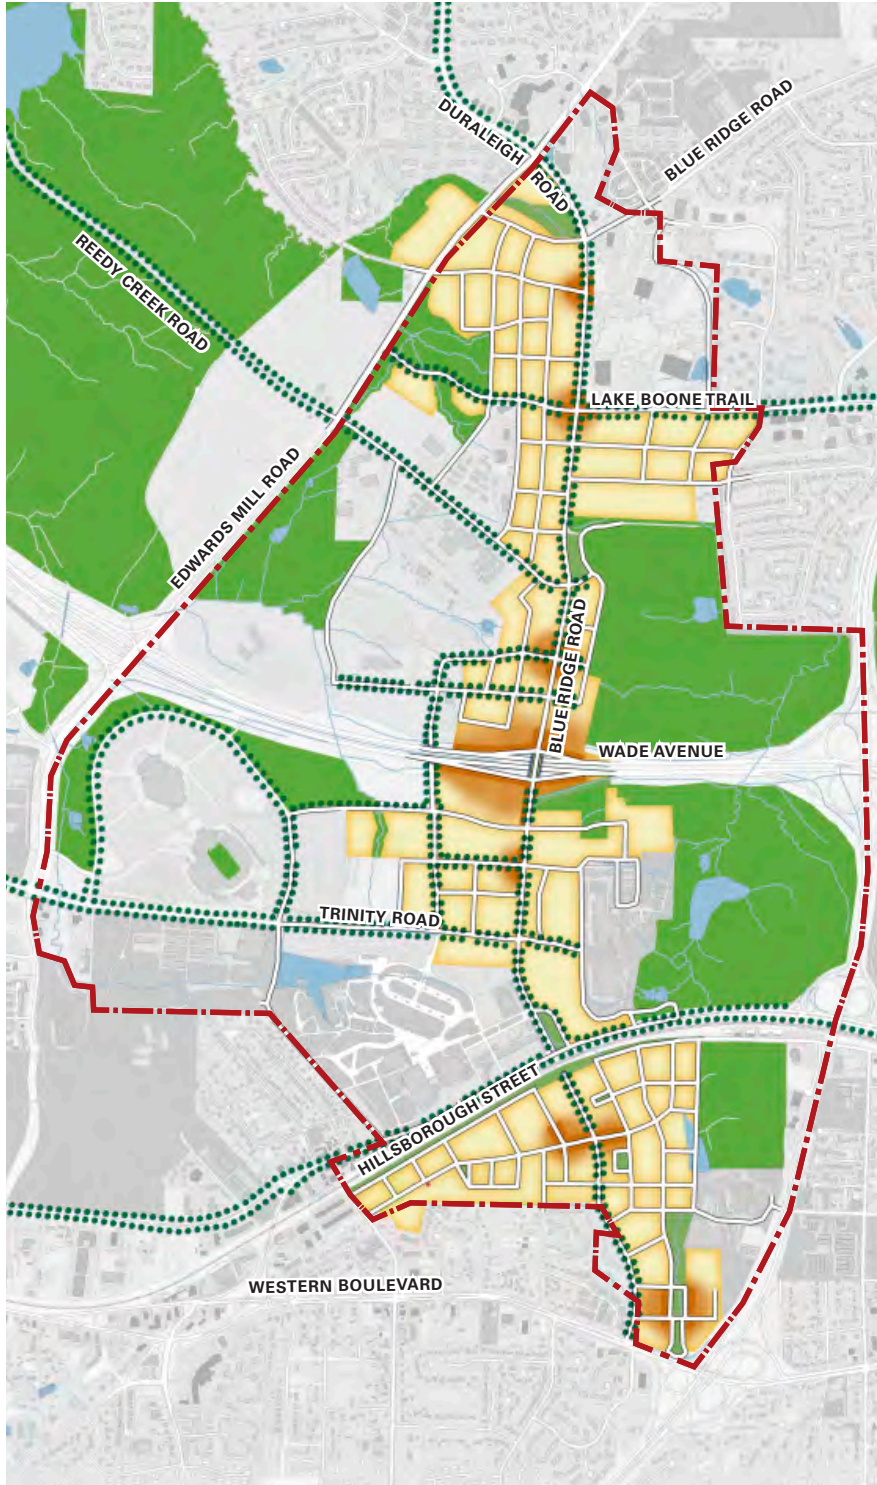 DURALEIGH
ROAD
BLUE RIDGE ROAD
REEDY CREEK ROAD
LAKE BOONE TRAIL
EDWARDS MILL ROAD
BLUE RIDGE ROAD
WADE AVENUE
TRINITY ROAD
HILLSBOROUGH STREET
WESTERN BOULEVARD